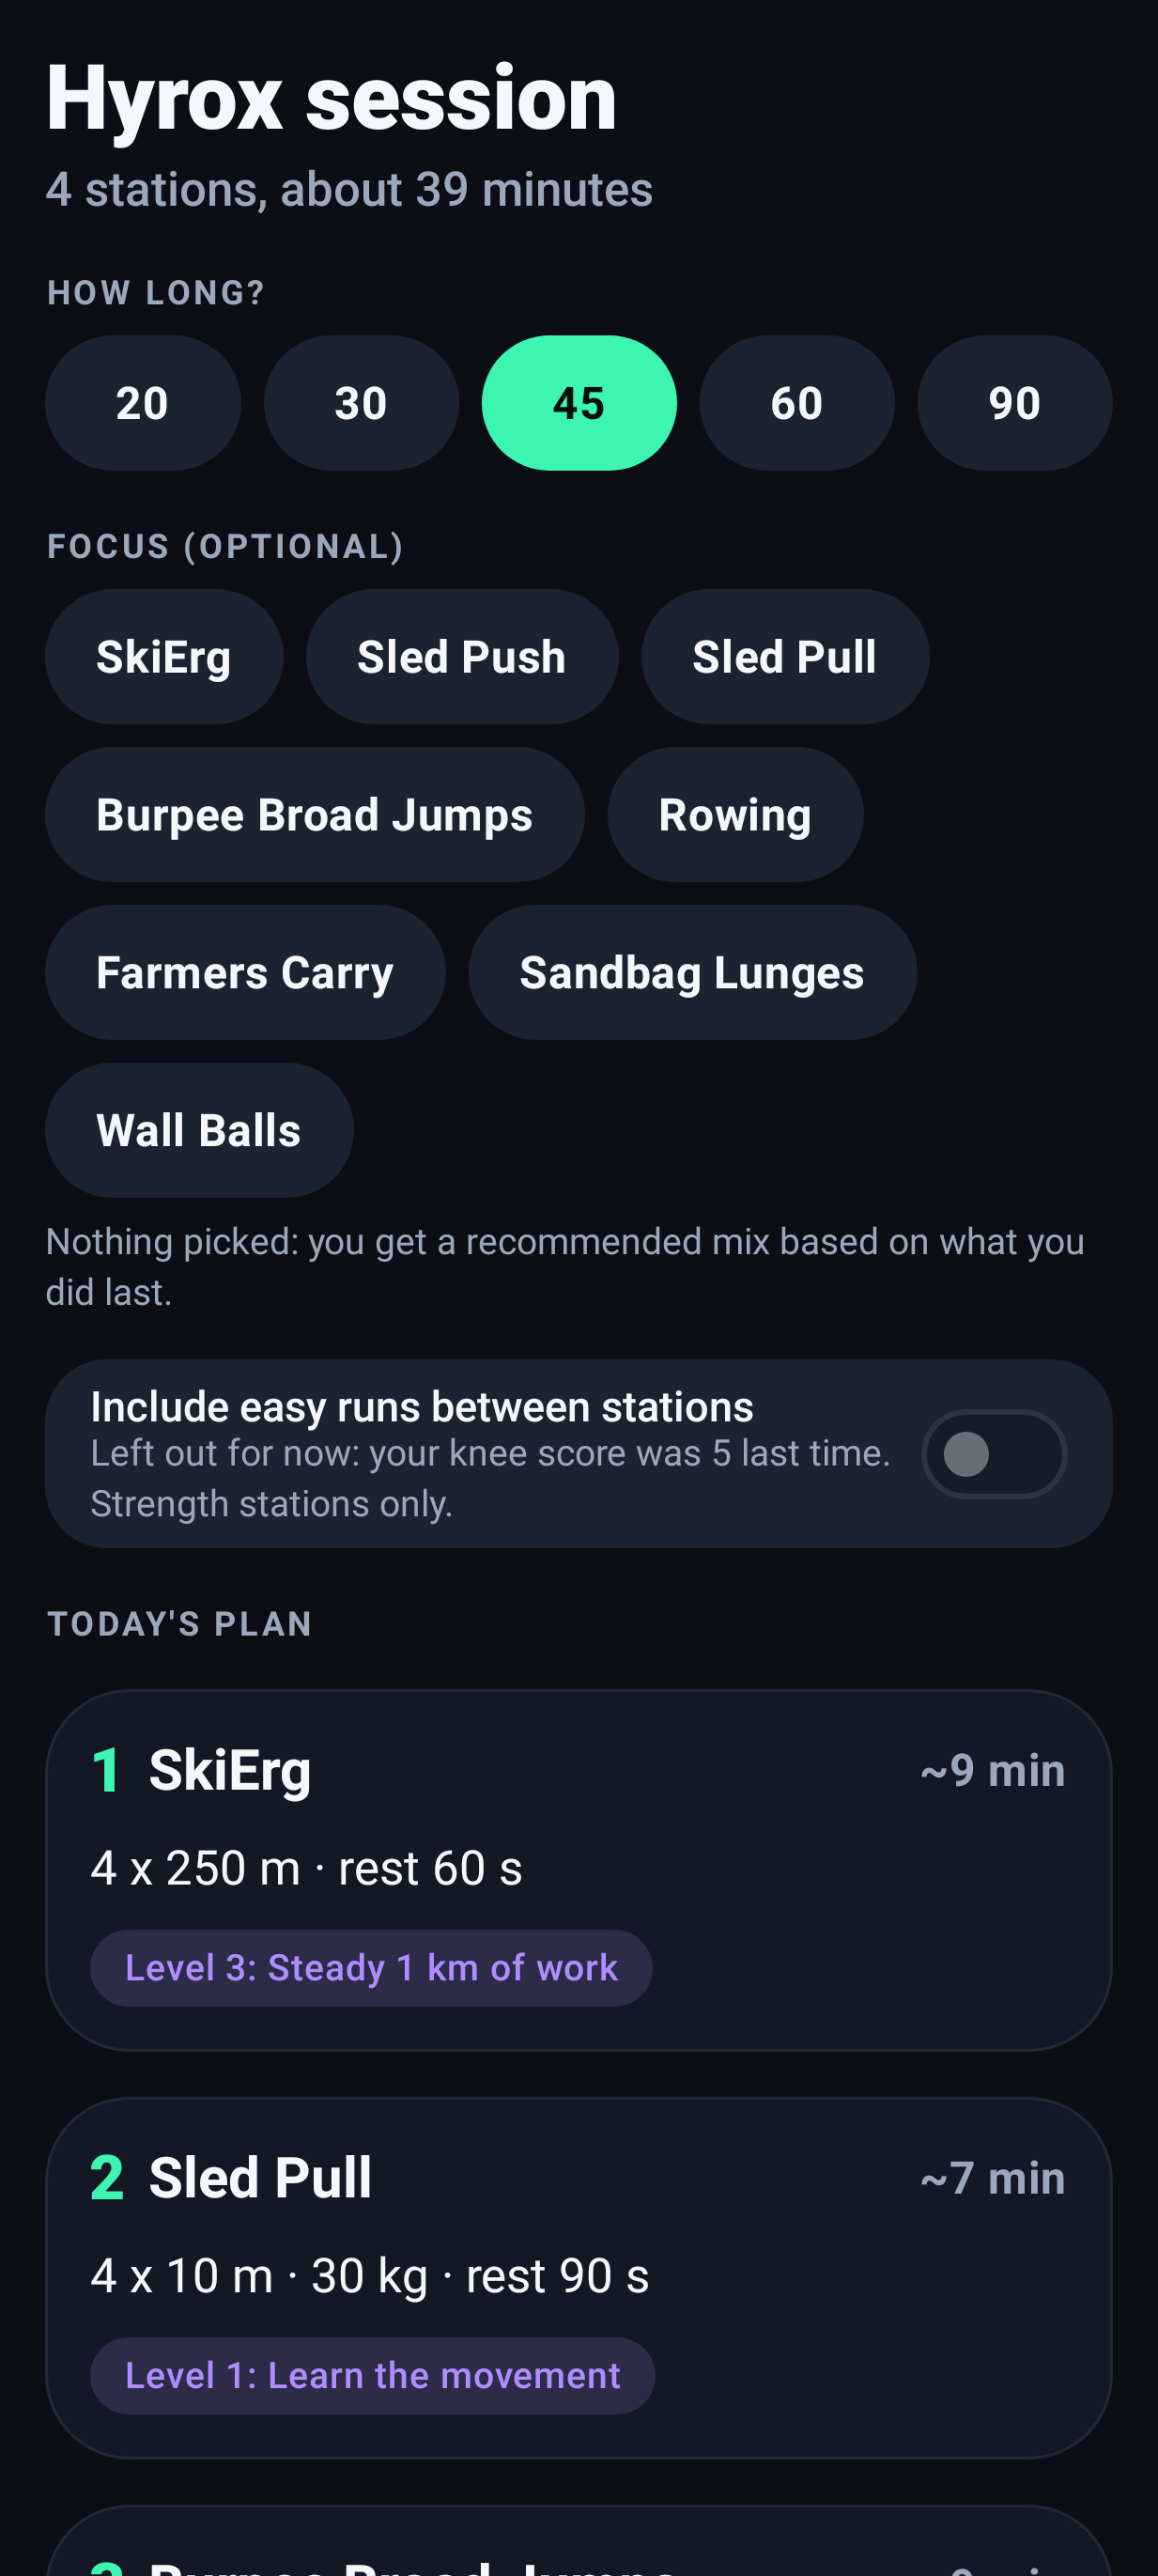 Hyrox session
4 stations, about 39 minutes
HOW LONG?
20 30 45 60 90
FOCUS (OPTIONAL)
SkiErg Sled Push Sled Pull
Burpee Broad Jumps Rowing
Farmers Carry Sandbag Lunges
Wall Balls
Nothing picked: you get a recommended mix based on what you
did last.
Include easy runs between stations
Left out for now: your knee score was 5 last time.
Strength stations only.
TODAY'S PLAN
1 SkiErg ~9 min
4 x 250 m · rest 60 s
Level 3: Steady 1 km of work
2 Sled Pull ~7 min
4 x 10 m · 30 kg · rest 90 s
Level 1: Learn the movement
Burpee Broad Jumps